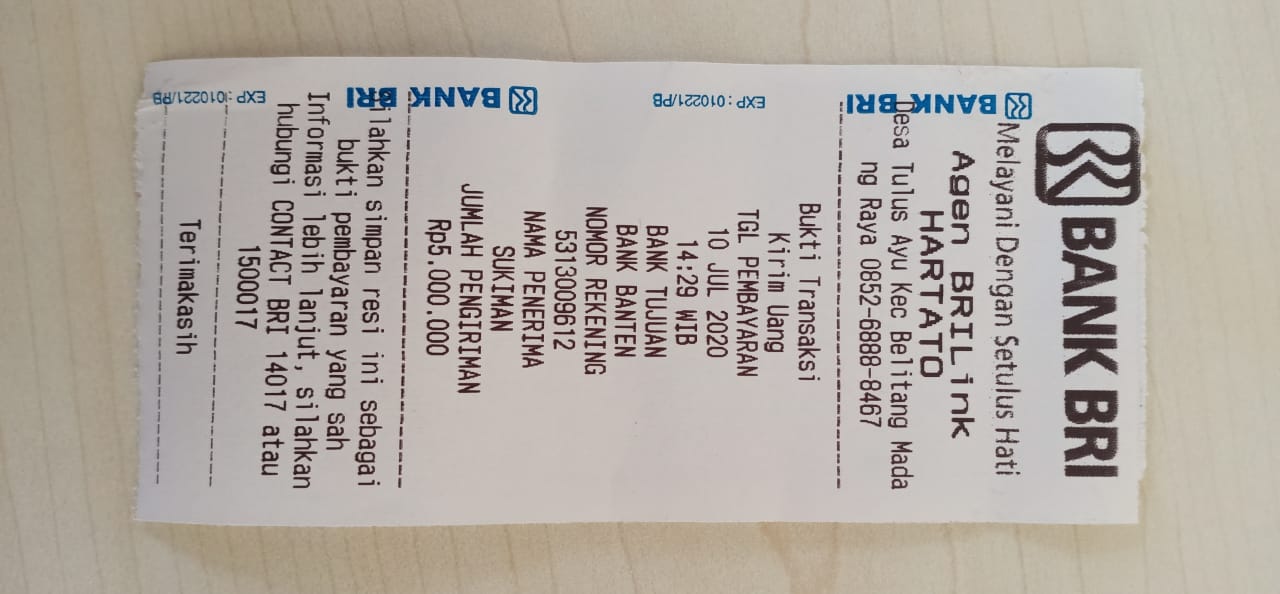 BANK BRI
Melayani Dengan Setulus Hati
Agen BRILink
HARTATO
Desa Tulus Ayu Kec Belitang Mada
ng Raya 0852-6888-8467
Bukti Transaksi
Kirim Uang
TGL PEMBAYARAN
10 JUL 2020
14:29 WIB
BANK TUJUAN
BANK BANTEN
NOMOR REKENING
5313009612
NAMA PENERIMA
SUKIMAN
JUMLAH PENGIRIMAN
Rp5.000.000
Silahkan simpan resi ini sebagai
bukti pembayaran yang sah
Informasi lebih lanjut, silahkan
hubungi CONTACT BRI 14017 atau
1500017
Terimakasih
BANK BRI
EXP : 010221/PB
BANK BRI
EXP : 010221/PB